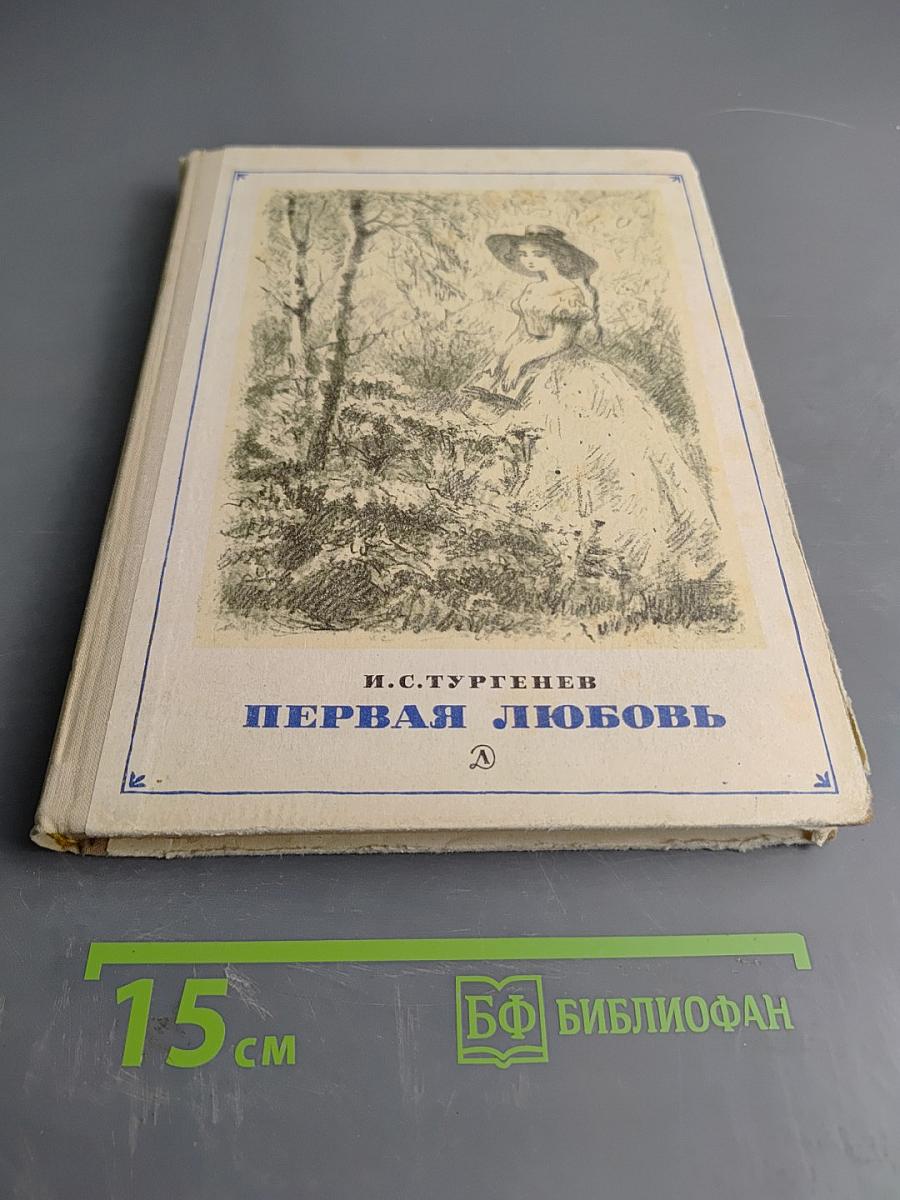 И.С.ТУРГЕНЕВ
ПЕРВАЯ ЛЮБОВЬ
Д
15 см
БФ БИБЛИОФАН